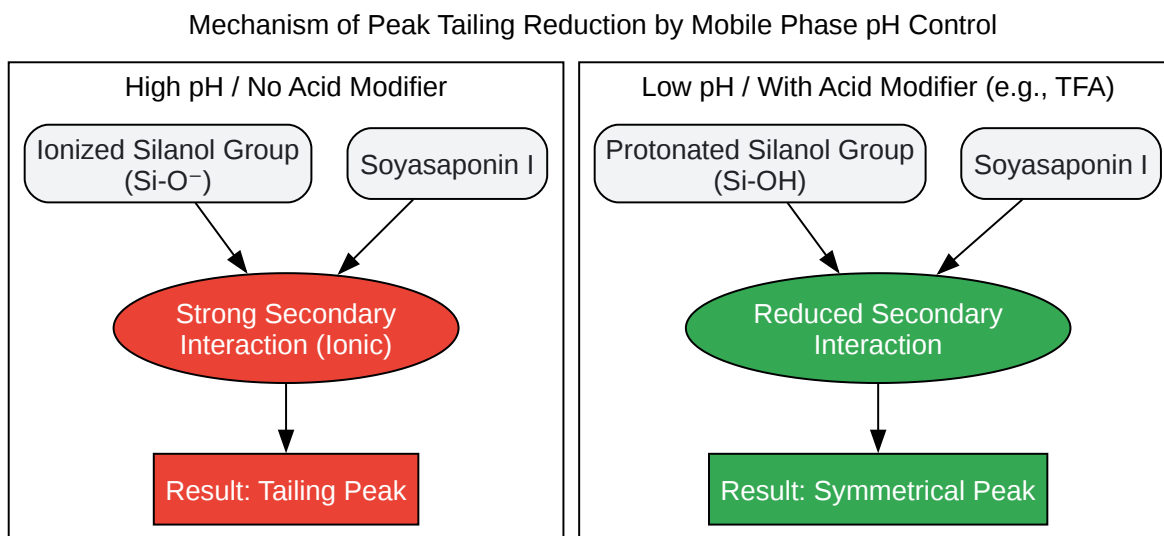 Mechanism of Peak Tailing Reduction by Mobile Phase pH Control
High pH / No Acid Modifier
Ionized Silanol Group
(Si-O⁻)
Soyasaponin I
Strong Secondary
Interaction (Ionic)
Result: Tailing Peak
Low pH / With Acid Modifier (e.g., TFA)
Protonated Silanol Group
(Si-OH)
Soyasaponin I
Reduced Secondary
Interaction
Result: Symmetrical Peak